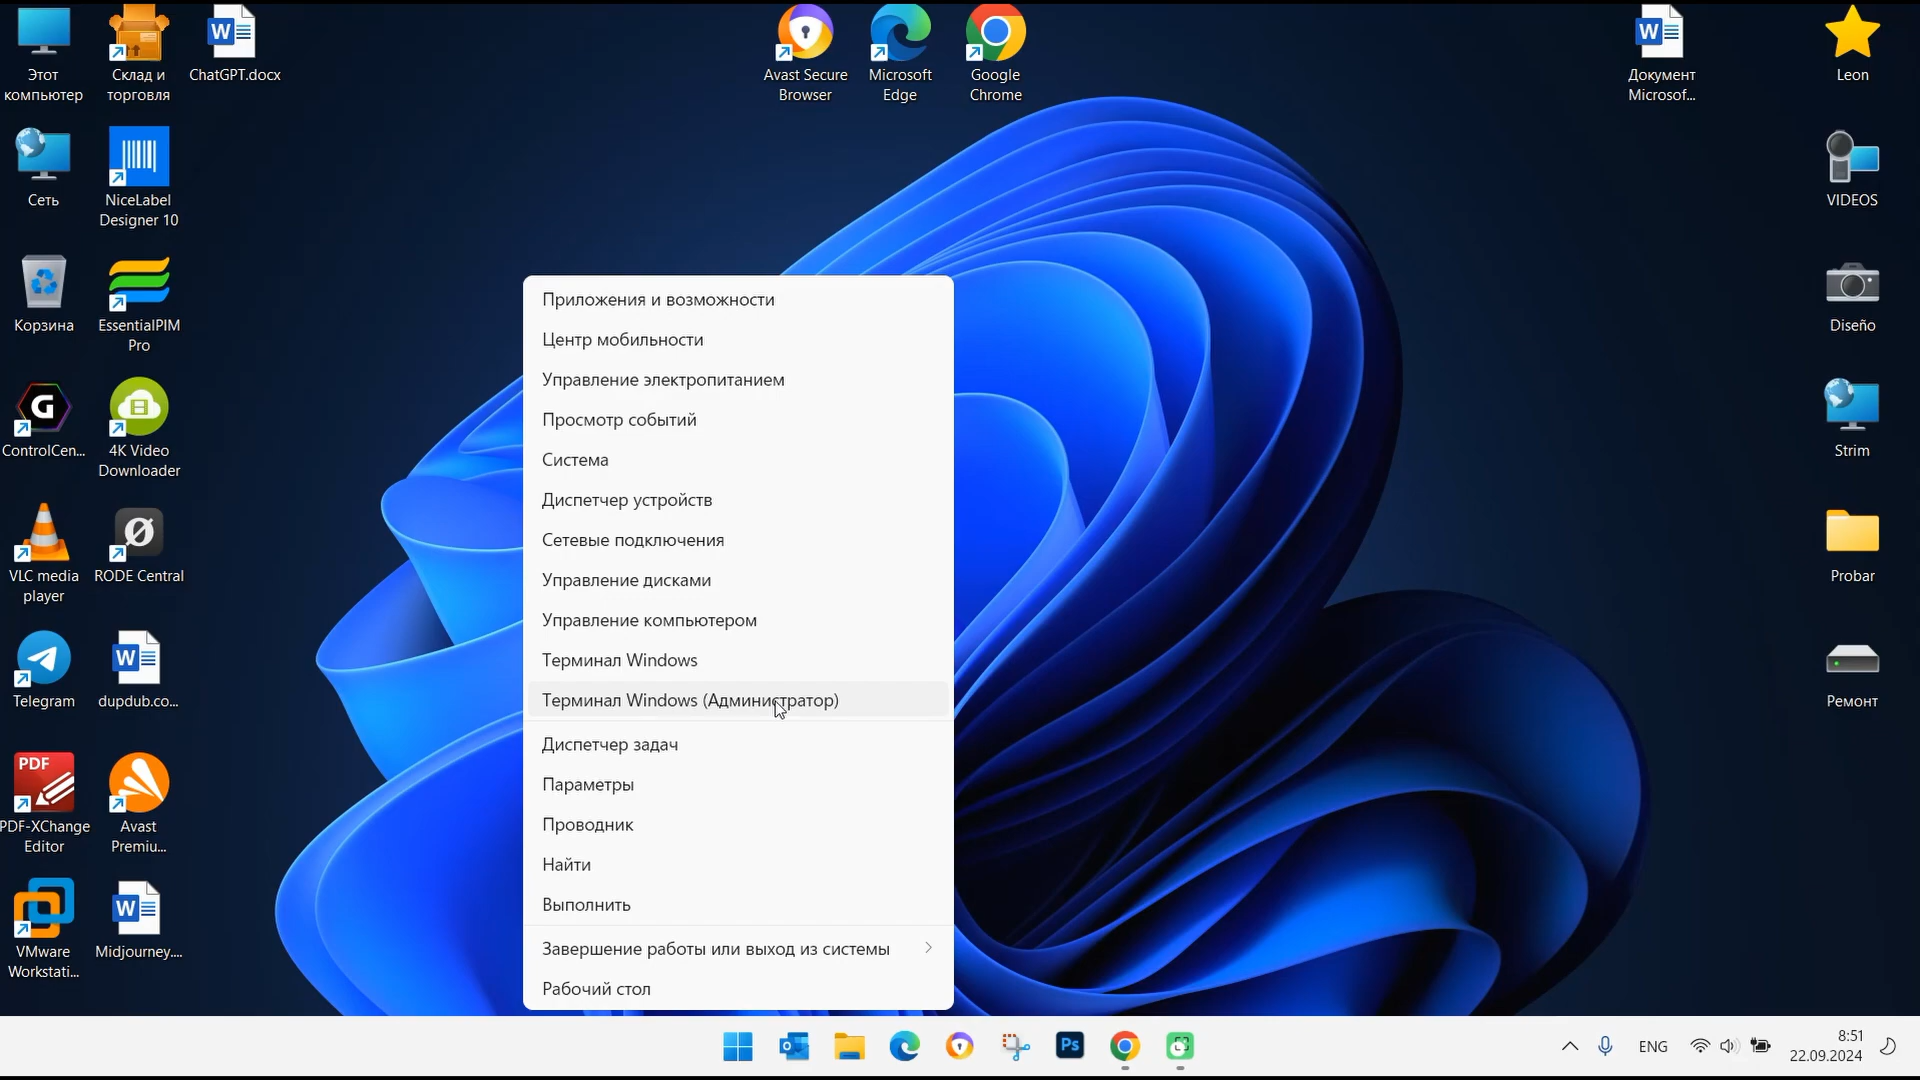 Этот
компьютер
Склад и
торговля
ChatGPT.docx
Avast Secure
Browser
Microsoft
Edge
Google
Chrome
Документ
Microsof...
Leon
Сеть
NiceLabel
Designer 10
VIDEOS
Корзина
EssentialPIM
Pro
Diseño
ControlCen...
4K Video
Downloader
Strim
VLC media
player
RODE Central
Probar
Telegram
dupdub.co...
Ремонт
PDF
PDF-XChange
Editor
Avast
Premiu...
VMware
Workstati...
Midjourney....
Приложения и возможности
Центр мобильности
Управление электропитанием
Просмотр событий
Система
Диспетчер устройств
Сетевые подключения
Управление дисками
Управление компьютером
Терминал Windows
Терминал Windows (Администратор)
Диспетчер задач
Параметры
Проводник
Найти
Выполнить
Завершение работы или выход из системы
Рабочий стол
Ps
ENG
8:51
22.09.2024